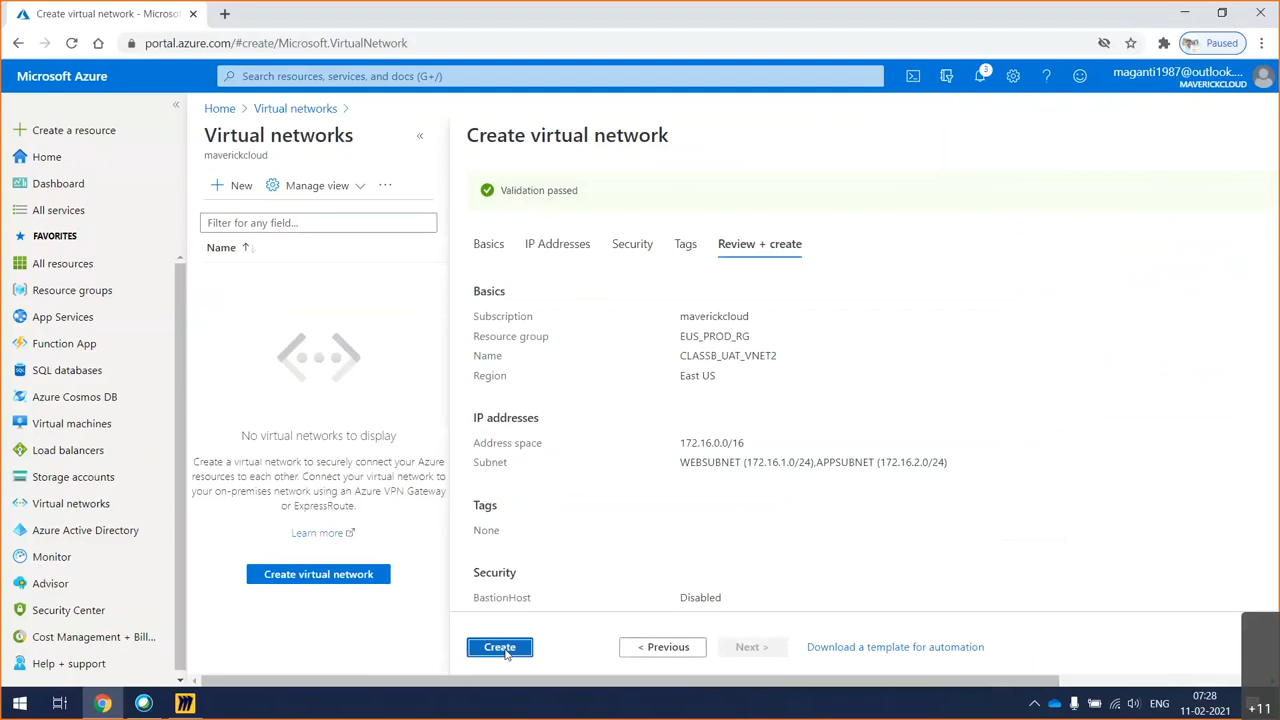 Create virtual network - Microsof
portal.azure.com/#create/Microsoft.VirtualNetwork
Paused
Microsoft Azure
Search resources, services, and docs (G+/)
3
maganti1987@outlook....
MAVERICKCLOUD
Create a resource
Home
Dashboard
All services
FAVORITES
All resources
Resource groups
App Services
Function App
SQL databases
Azure Cosmos DB
Virtual machines
Load balancers
Storage accounts
Virtual networks
Azure Active Directory
Monitor
Advisor
Security Center
Cost Management + Bill...
Help + support
Home > Virtual networks >
Virtual networks
maverickcloud
New
Manage view
Filter for any field...
Name
No virtual networks to display
Create a virtual network to securely connect your Azure
resources to each other. Connect your virtual network to
your on-premises network using an Azure VPN Gateway
or ExpressRoute.
Learn more
Create virtual network
Create virtual network
Validation passed
Basics IP Addresses Security Tags Review + create
Basics
Subscription maverickcloud
Resource group EUS_PROD_RG
Name CLASSB_UAT_VNET2
Region East US
IP addresses
Address space 172.16.0.0/16
Subnet WEBSUBNET (172.16.1.0/24),APPSUBNET (172.16.2.0/24)
Tags
None
Security
BastionHost Disabled
Create < Previous Next > Download a template for automation
ENG
07:28
11-02-2021
+11